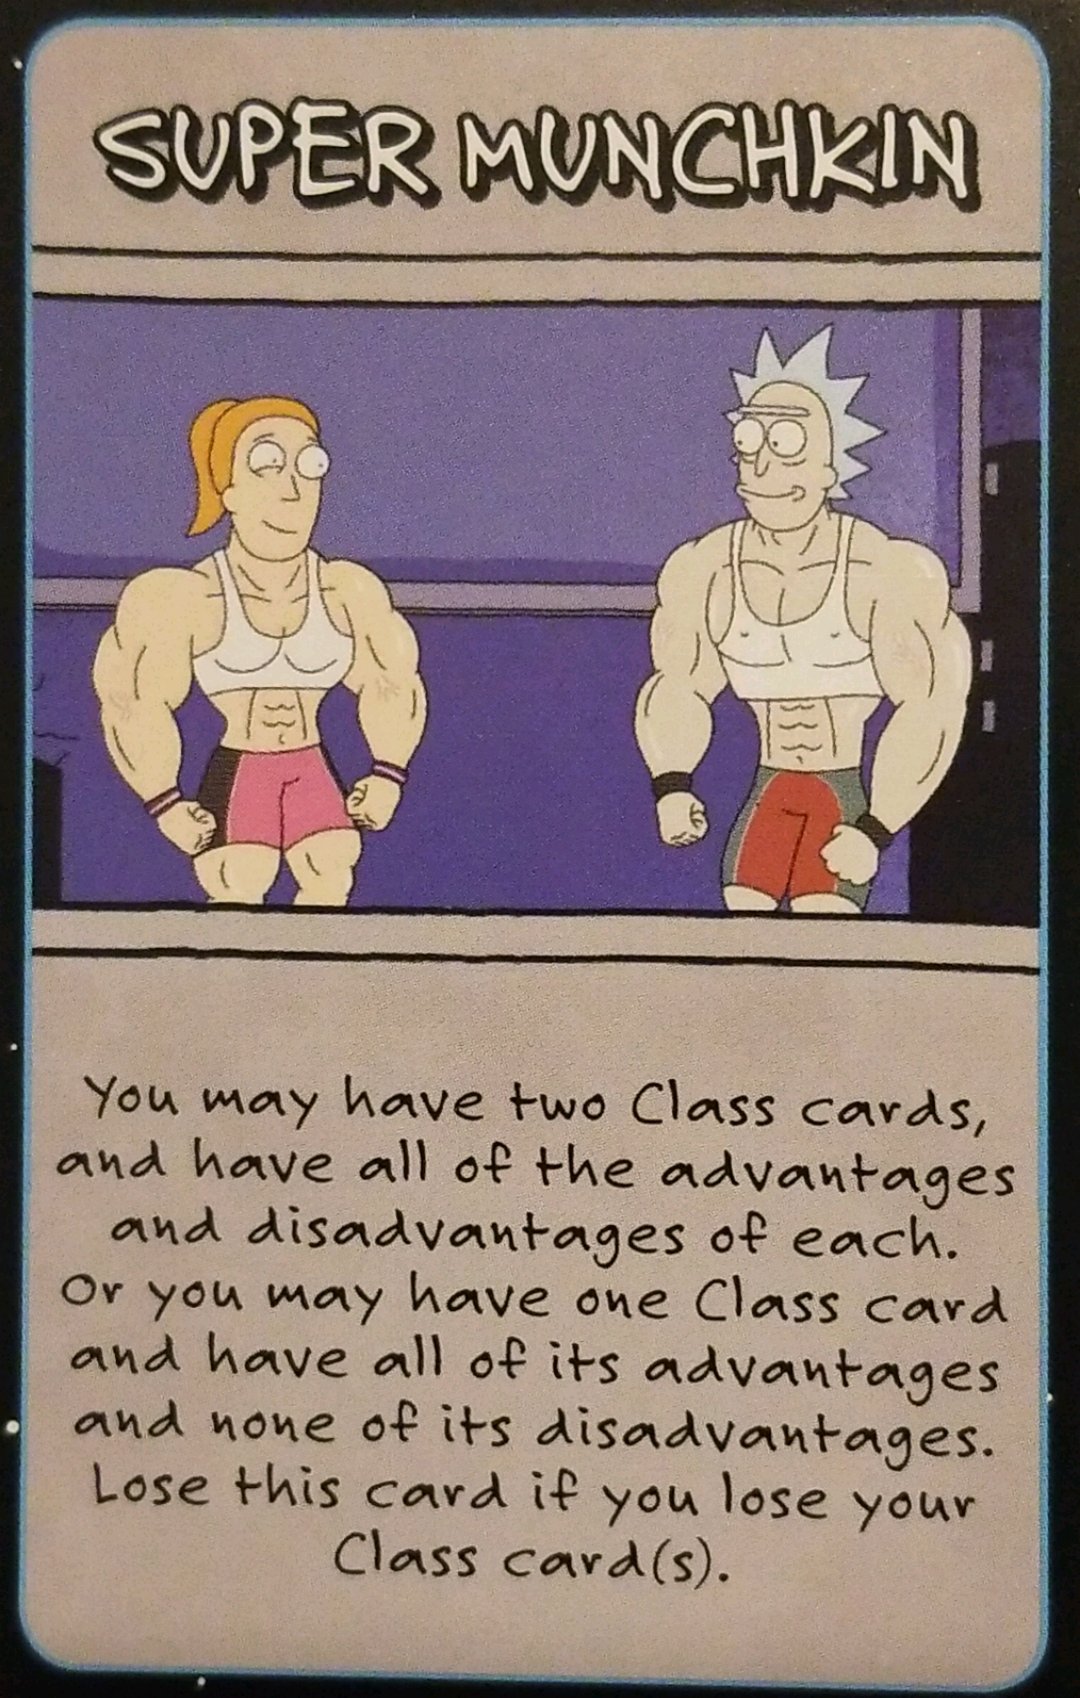 SUPER MUNCHKIN
You may have two Class cards,
and have all of the advantages
and disadvantages of each.
Or you may have one Class card
and have all of its advantages
and none of its disadvantages.
Lose this card if you lose your
Class card(s).